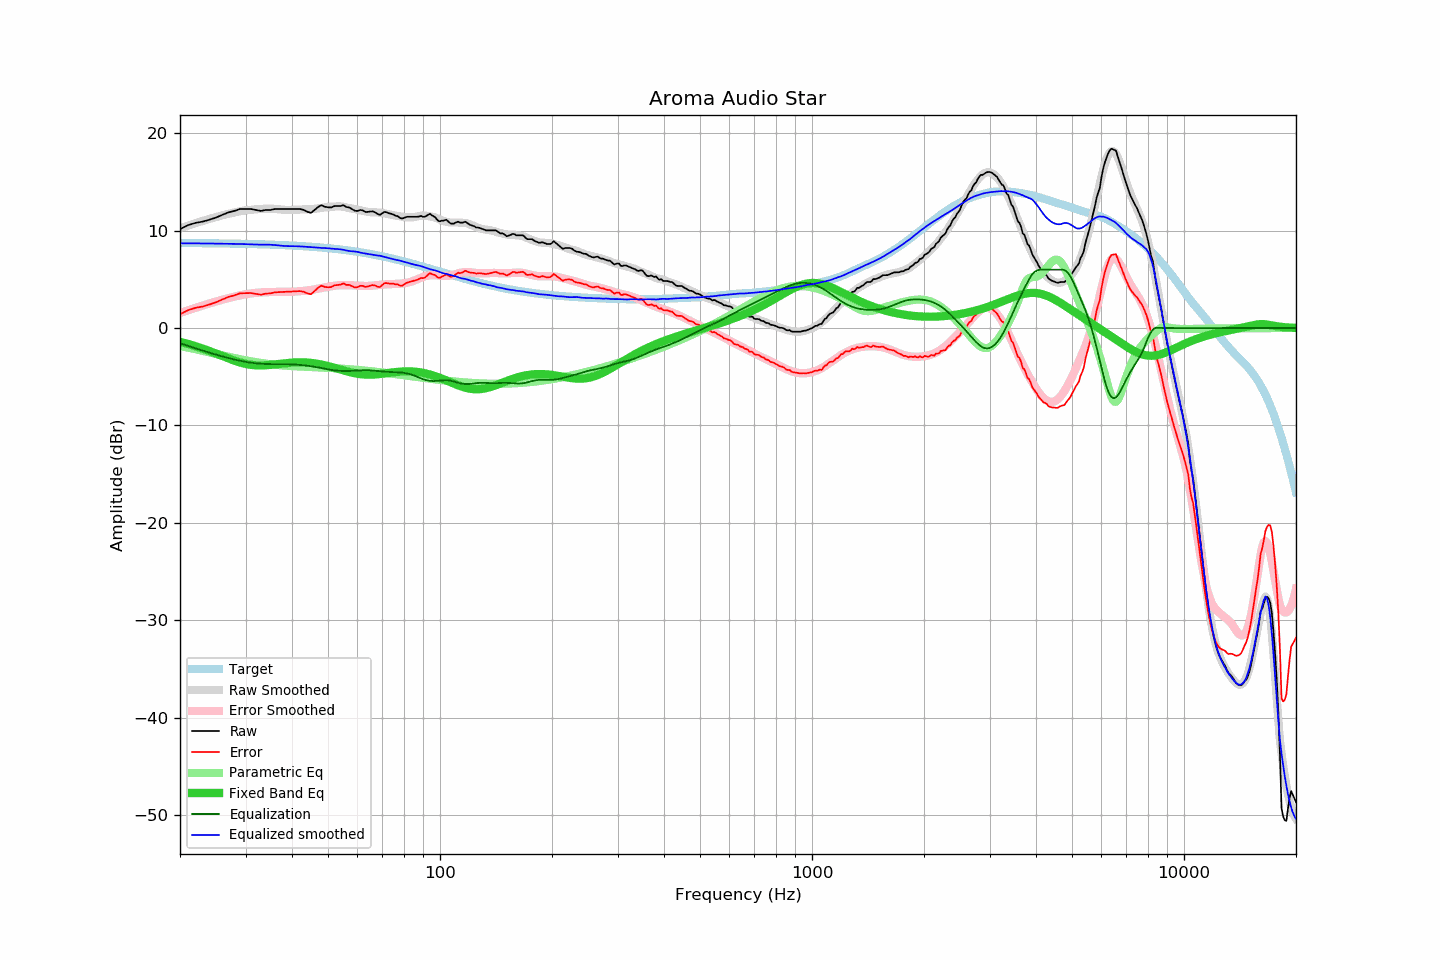 Aroma Audio Star
20
10
0
−10
−20
−30
−40
−50
Amplitude (dBr)
Target
Raw Smoothed
Error Smoothed
Raw
Error
Parametric Eq
Fixed Band Eq
Equalization
Equalized smoothed
100
1000
10000
Frequency (Hz)